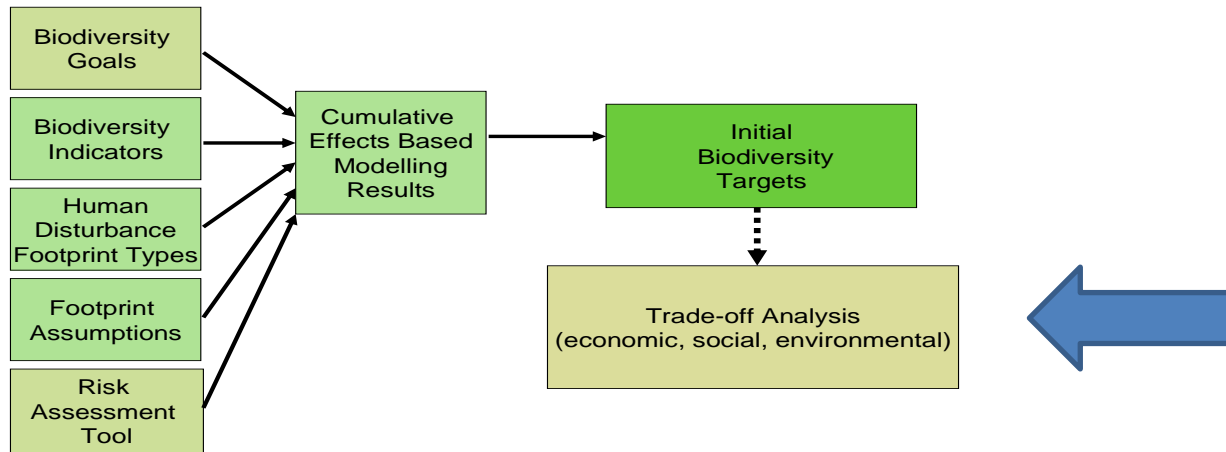 Biodiversity
Goals
Biodiversity
Indicators
Human
Disturbance
Footprint Types
Footprint
Assumptions
Risk
Assessment
Tool
Cumulative
Effects Based
Modelling
Results
Initial
Biodiversity
Targets
Trade-off Analysis
(economic, social, environmental)